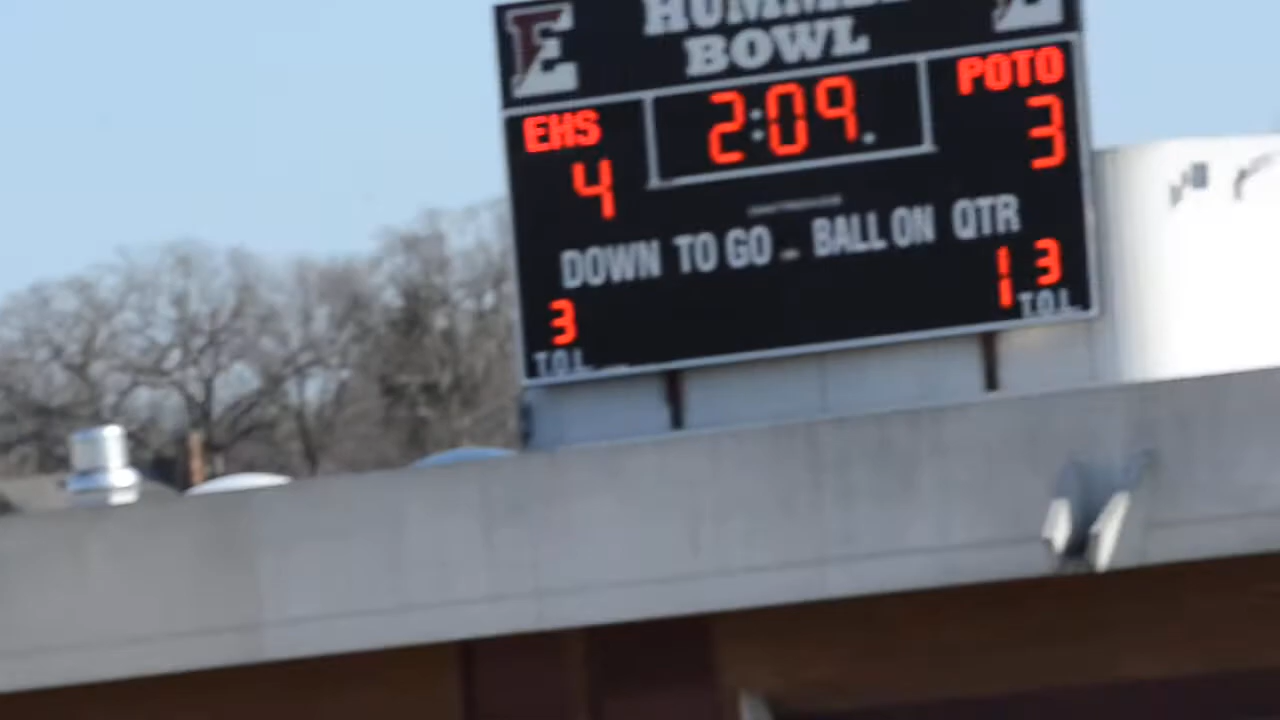 E
BOWL
EHS 2:09 POTO
4 3
DOWN TO GO BALL ON QTR
3 1 3
T.O.L. T.O.L.